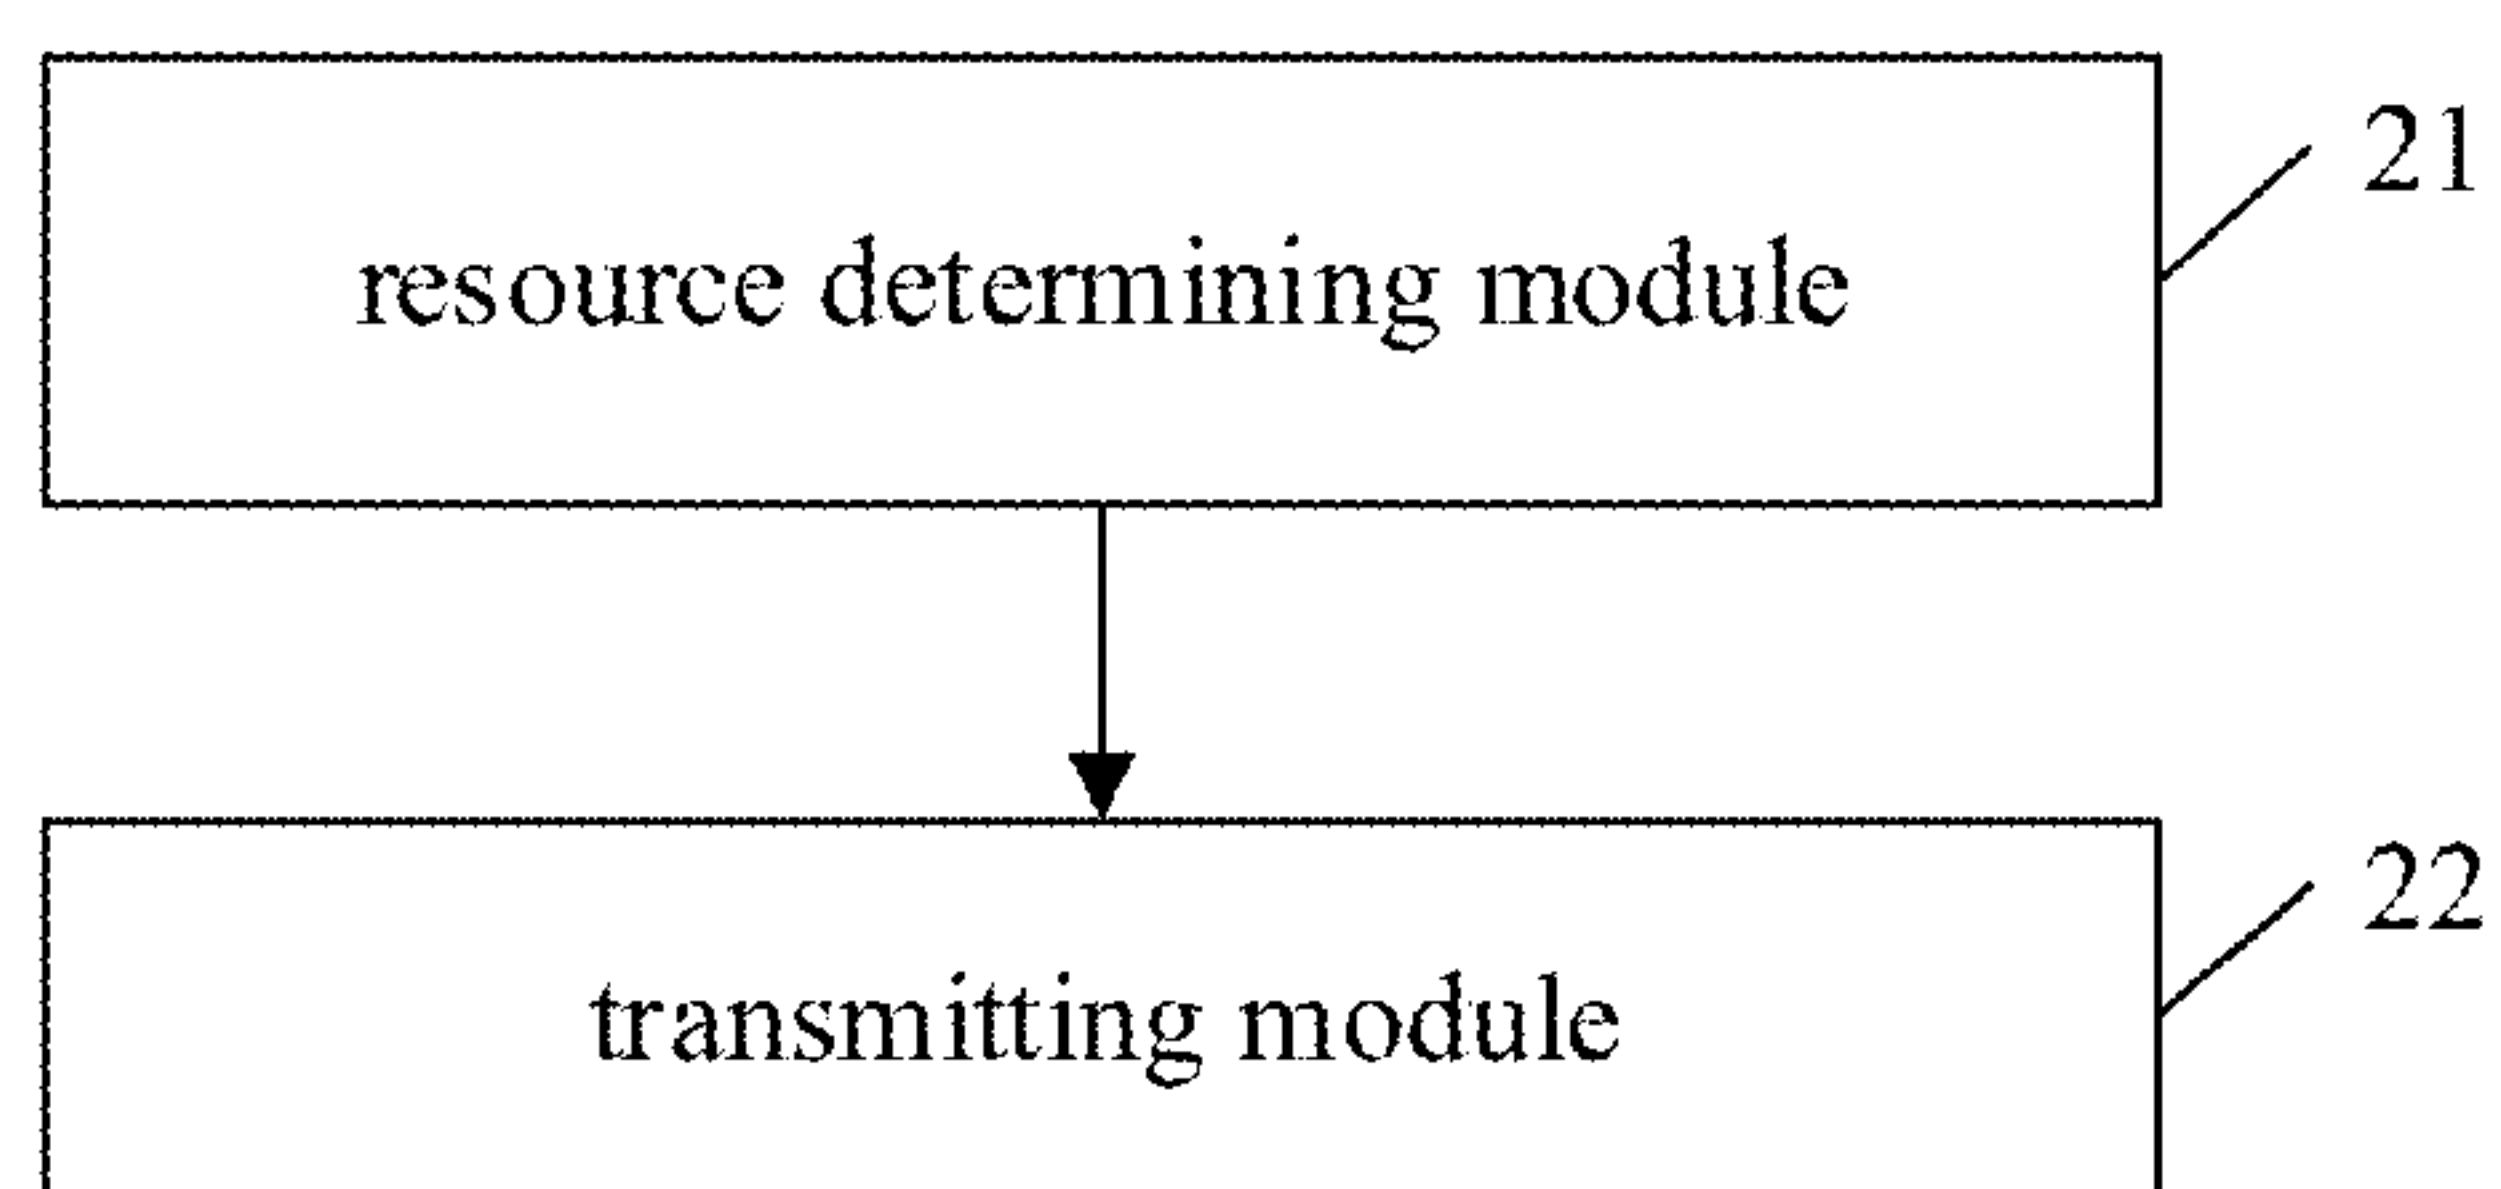 21
resource determining module
22
transmitting module